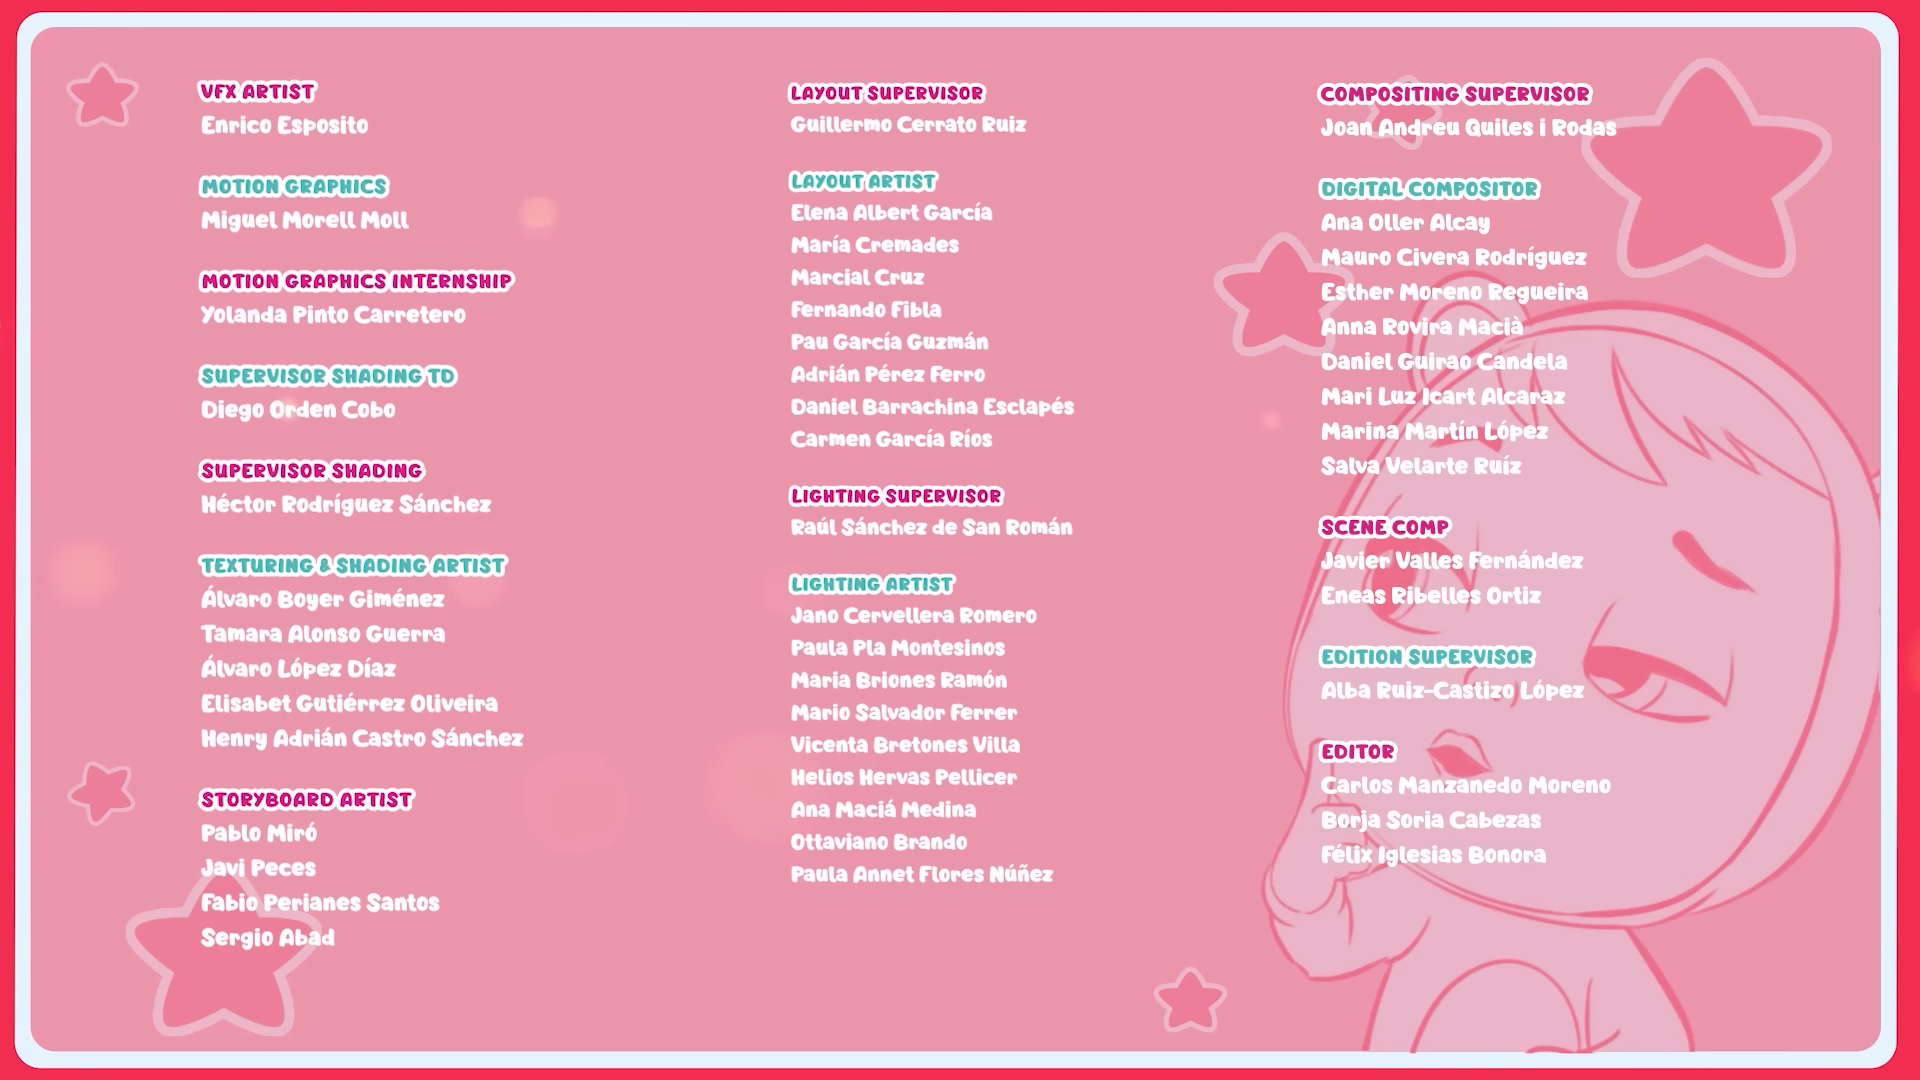 VFX ARTIST
Enrico Esposito
MOTION GRAPHICS
Miguel Morell Moll
MOTION GRAPHICS INTERNSHIP
Yolanda Pinto Carretero
SUPERVISOR SHADING TD
Diego Orden Cobo
SUPERVISOR SHADING
Héctor Rodríguez Sánchez
TEXTURING & SHADING ARTIST
Álvaro Boyer Giménez
Tamara Alonso Guerra
Álvaro López Díaz
Elisabet Gutiérrez Oliveira
Henry Adrián Castro Sánchez
STORYBOARD ARTIST
Pablo Miró
Javi Peces
Fabio Perianes Santos
Sergio Abad
LAYOUT SUPERVISOR
Guillermo Cerrato Ruiz
LAYOUT ARTIST
Elena Albert García
María Cremades
Marcial Cruz
Fernando Fibla
Pau García Guzmán
Adrián Pérez Ferro
Daniel Barrachina Esclapés
Carmen García Ríos
LIGHTING SUPERVISOR
Raúl Sánchez de San Román
LIGHTING ARTIST
Jano Cervellera Romero
Paula Pla Montesinos
Maria Briones Ramón
Mario Salvador Ferrer
Vicenta Bretones Villa
Helios Hervas Pellicer
Ana Maciá Medina
Ottaviano Brando
Paula Annet Flores Núñez
COMPOSITING SUPERVISOR
Joan Andreu Quiles i Rodas
DIGITAL COMPOSITOR
Ana Oller Alcay
Mauro Civera Rodríguez
Esther Moreno Regueira
Anna Rovira Macià
Daniel Guirao Candela
Mari Luz Icart Alcaraz
Marina Martín López
Salva Velarte Ruíz
SCENE COMP
Javier Valles Fernández
Eneas Ribelles Ortiz
EDITION SUPERVISOR
Alba Ruiz-Castizo López
EDITOR
Carlos Manzanedo Moreno
Borja Soria Cabezas
Félix Iglesias Bonora